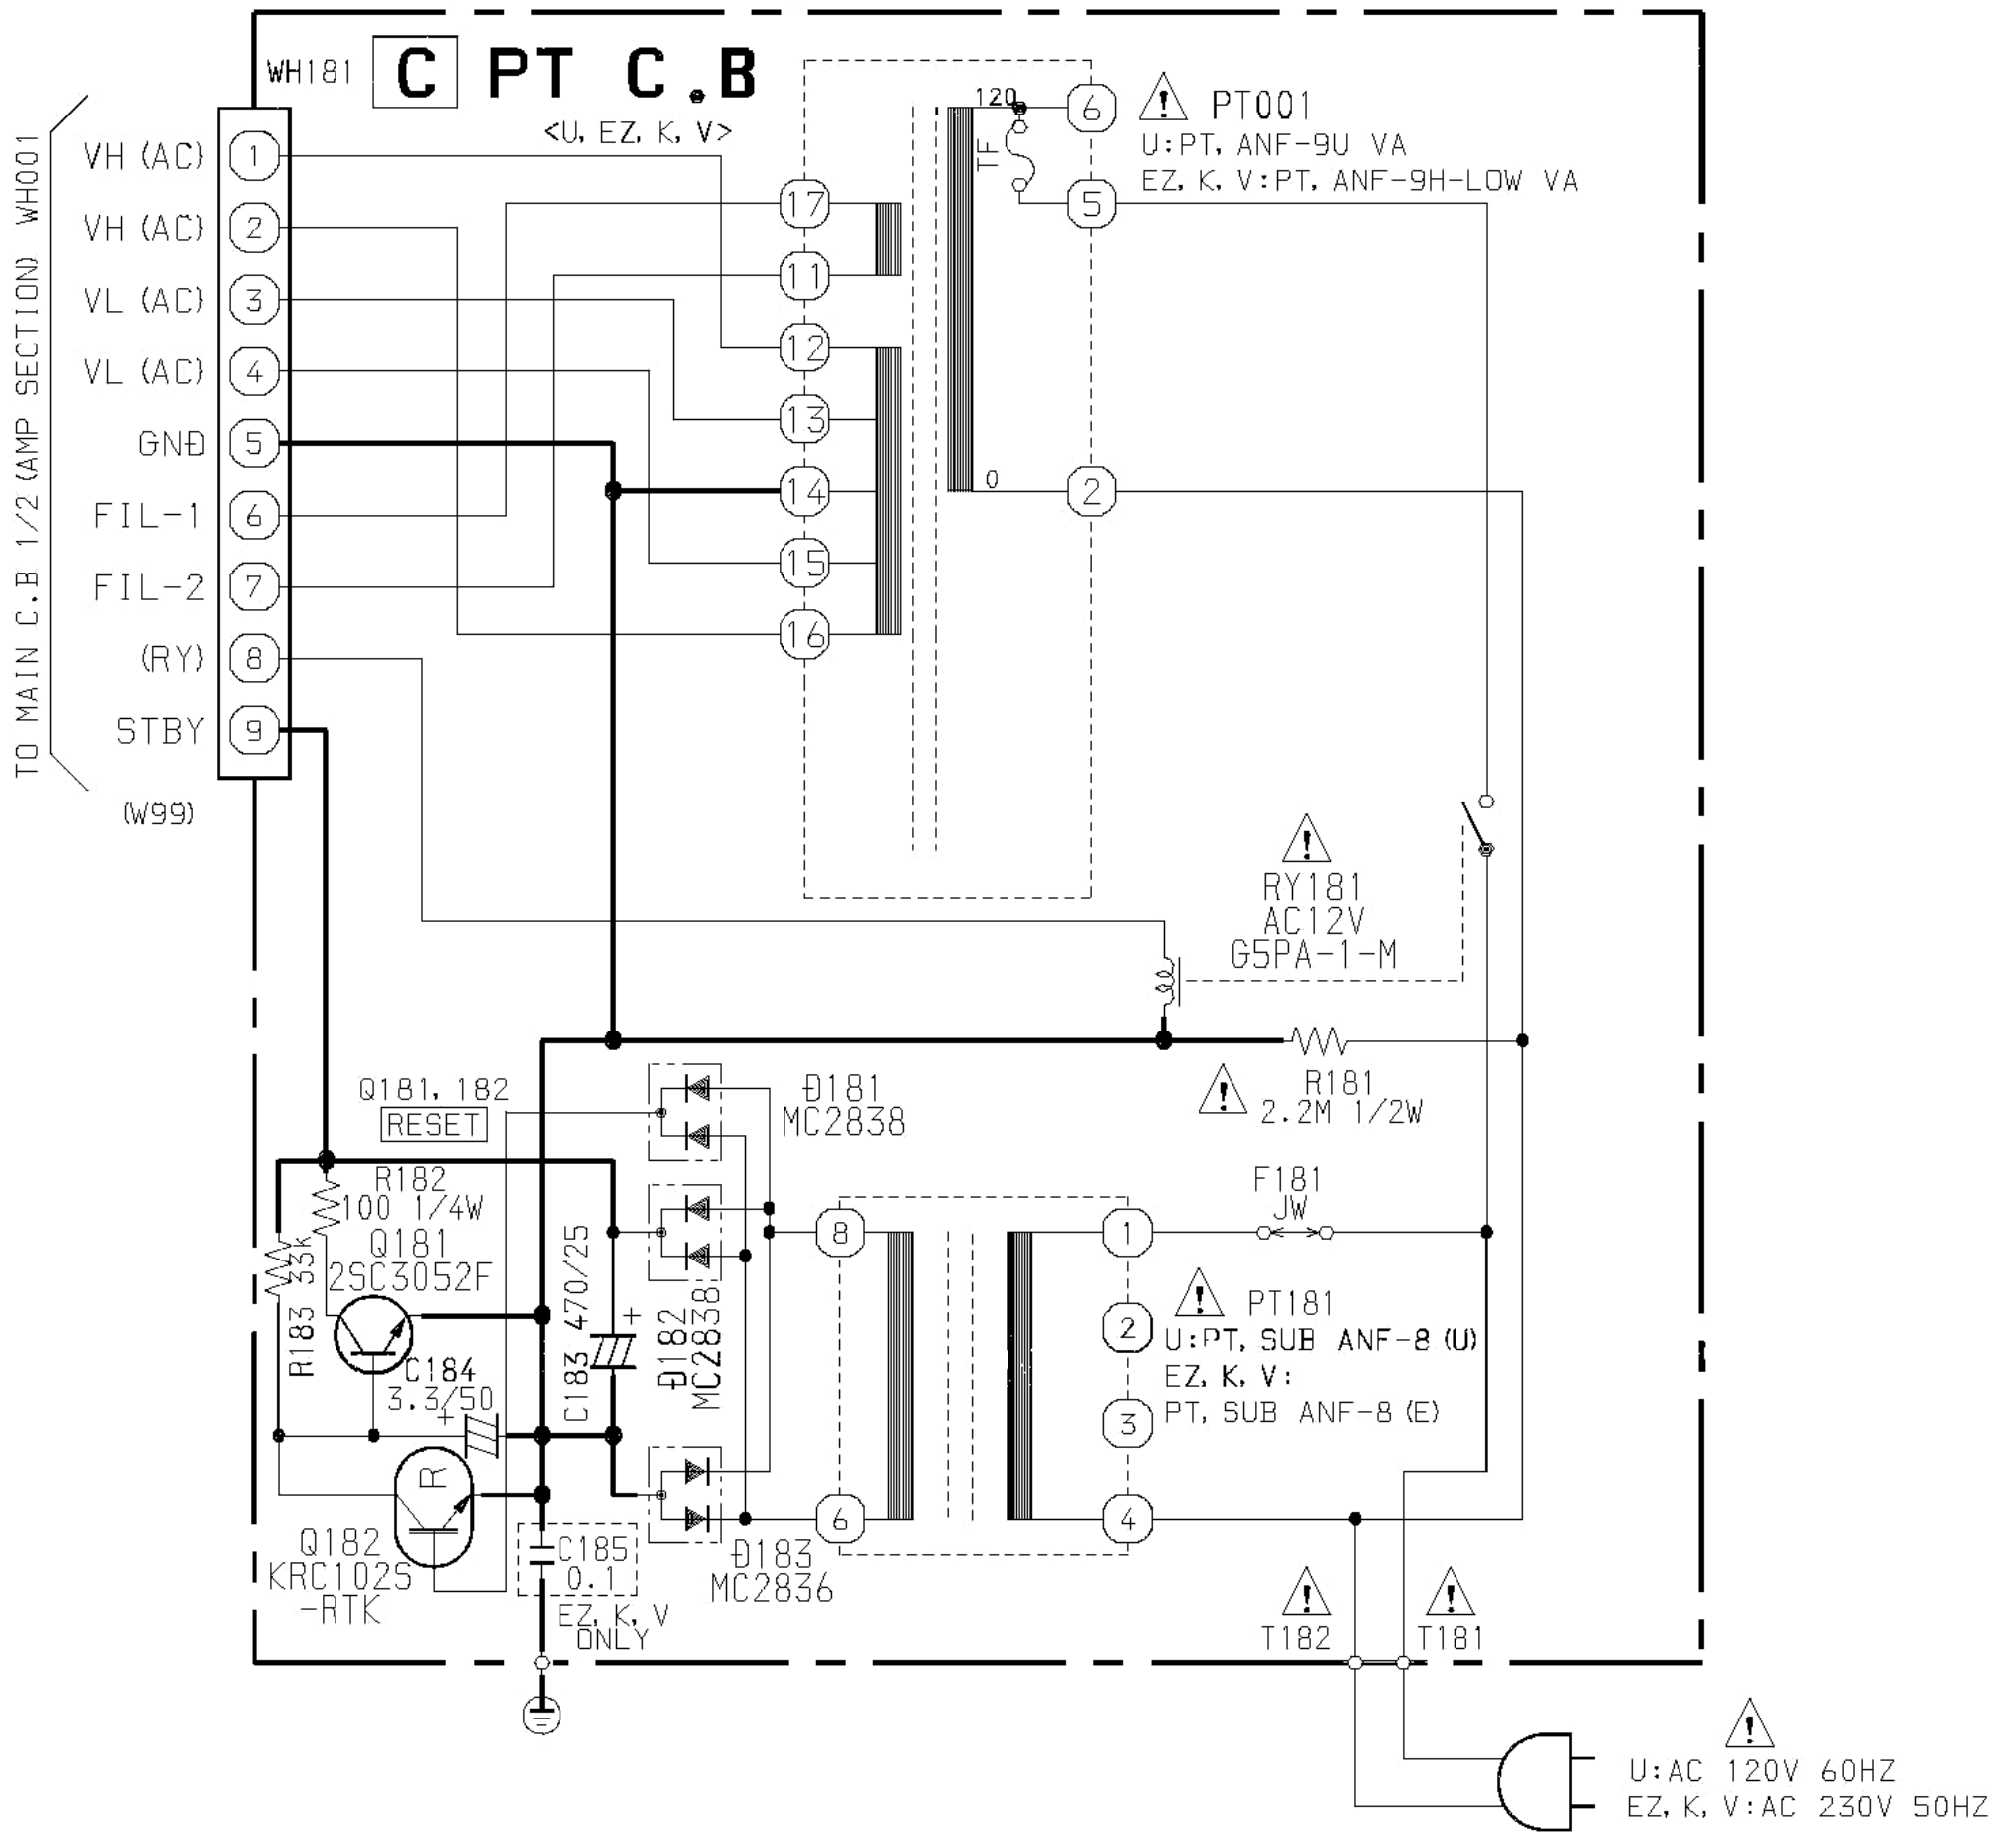 WH181
C PT C.B
<U, EZ, K, V>
TO MAIN C.B 1/2 (AMP SECTION) WH001
VH (AC) 1
VH (AC) 2
VL (AC) 3
VL (AC) 4
GND 5
FIL-1 6
FIL-2 7
(RY) 8
STBY 9
(W99)
17
11
12
13
14
15
16
120
TF
0
6
5
2
! PT001
U:PT, ANF-9U VA
EZ, K, V:PT, ANF-9H-LOW VA
!
RY181
AC12V
G5PA-1-M
! R181
2.2M 1/2W
Q181, 182
RESET
D181
MC2838
R182
100 1/4W
Q181
2SC3052F
R183 33k
C184
3.3/50
+
C183 470/25
+
D182
MC2838
R
Q182
KRC102S
-RTK
C185
0.1
EZ, K, V
ONLY
D183
MC2836
8
6
1
2
3
4
F181
JW
! PT181
U:PT, SUB ANF-8 (U)
EZ, K, V:
PT, SUB ANF-8 (E)
!
T182
!
T181
!
U:AC 120V 60HZ
EZ, K, V:AC 230V 50HZ